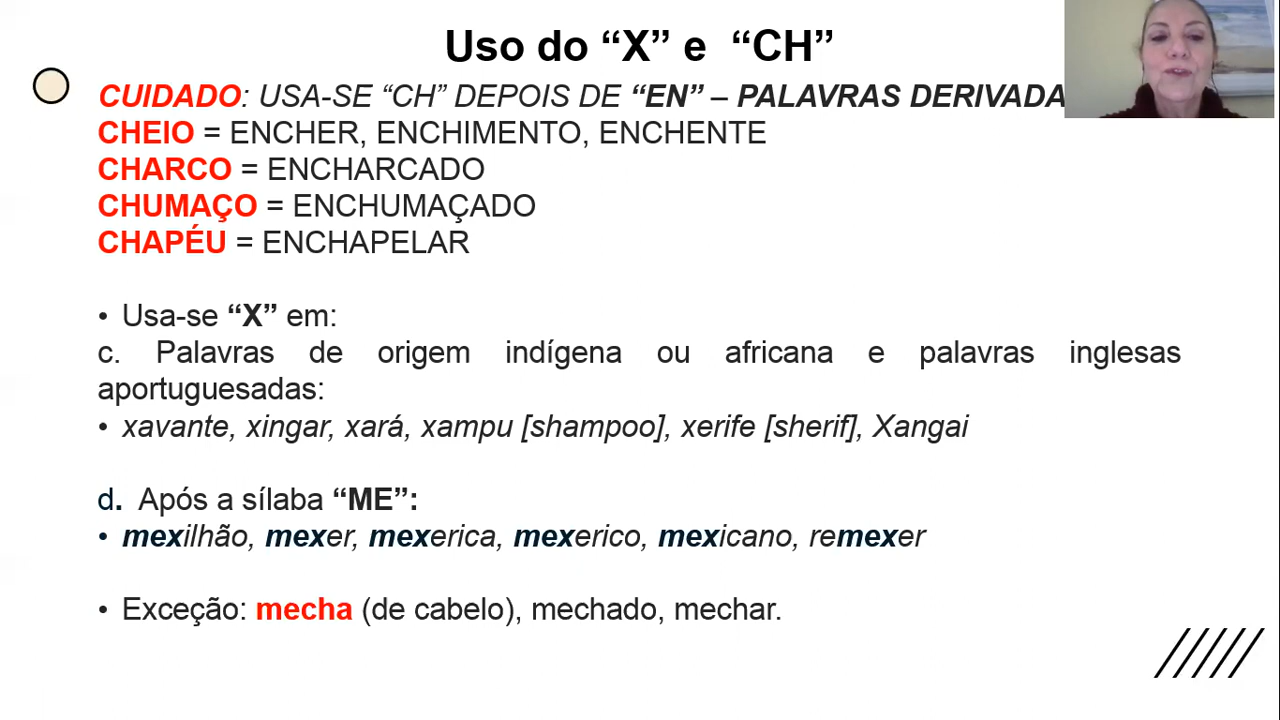 Uso do “X” e “CH”
CUIDADO: USA-SE “CH” DEPOIS DE “EN” – PALAVRAS DERIVADA
CHEIO = ENCHER, ENCHIMENTO, ENCHENTE
CHARCO = ENCHARCADO
CHUMAÇO = ENCHUMAÇADO
CHAPÉU = ENCHAPELAR
• Usa-se “X” em:
c. Palavras de origem indígena ou africana e palavras inglesas
aportuguesadas:
• xavante, xingar, xará, xampu [shampoo], xerife [sherif], Xangai
d. Após a sílaba “ME”:
• mexilhão, mexer, mexerica, mexerico, mexicano, remexer
• Exceção: mecha (de cabelo), mechado, mechar.